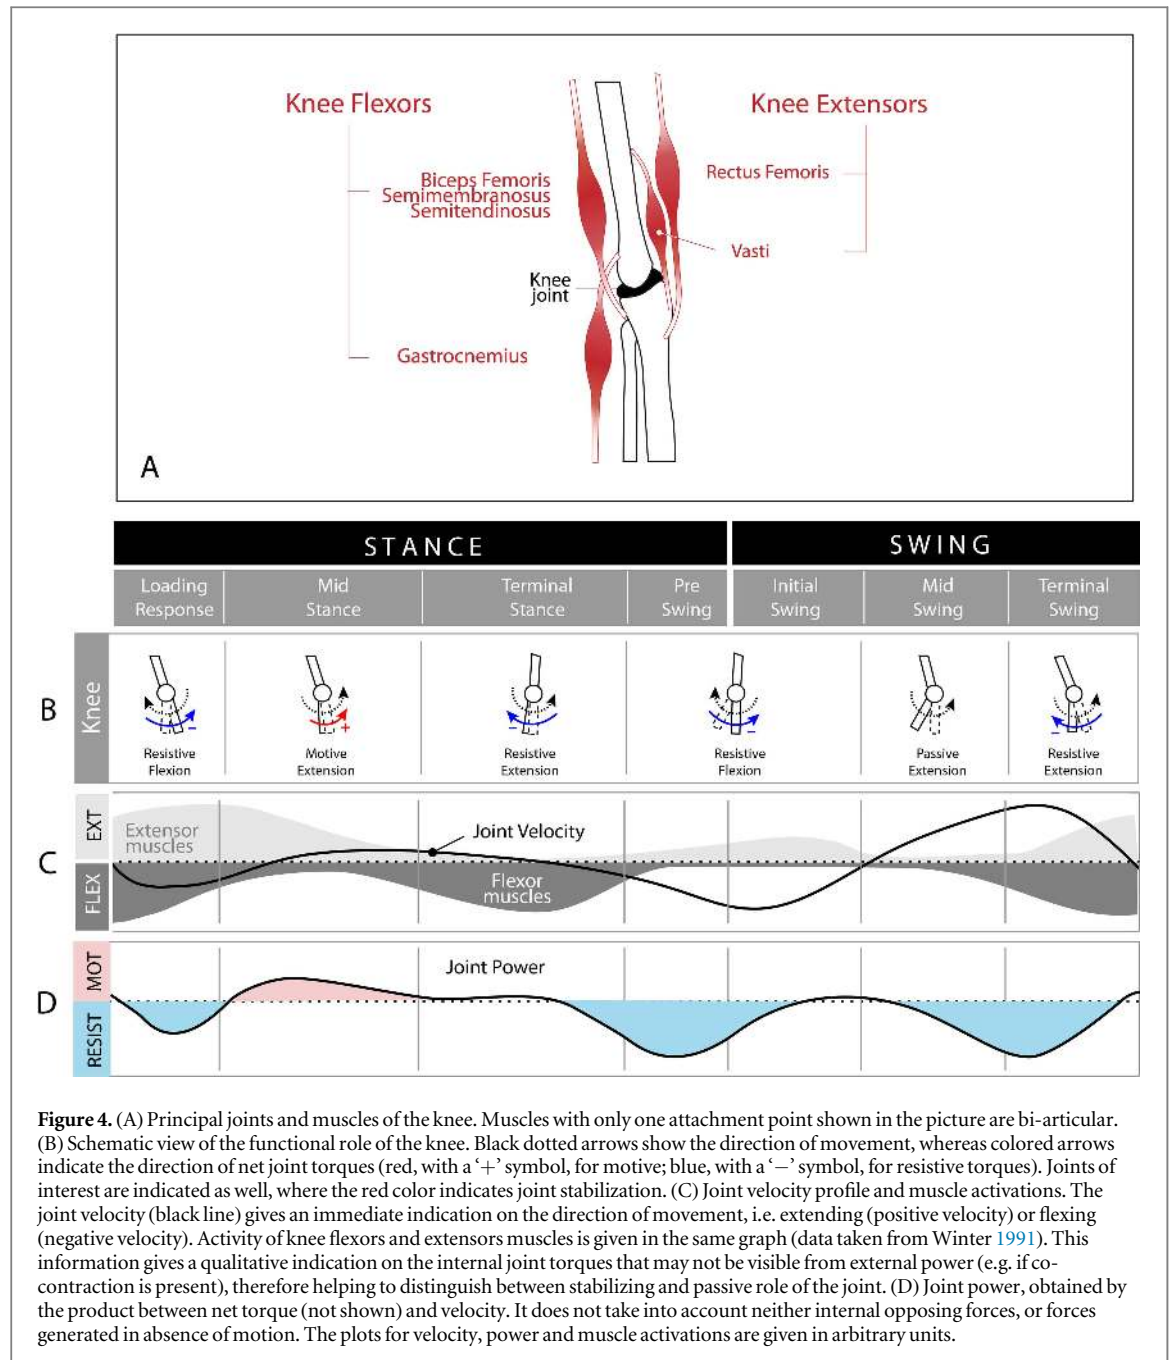 Knee Flexors
Knee Extensors
Biceps Femoris
Semimembranosus
Semitendinosus
Rectus Femoris
Vasti
Knee
joint
Gastrocnemius
A
STANCE
SWING
Loading
Response
Mid
Stance
Terminal
Stance
Pre
Swing
Initial
Swing
Mid
Swing
Terminal
Swing
B
Knee
–
+
–
–
–
Resistive
Flexion
Motive
Extension
Resistive
Extension
Resistive
Flexion
Passive
Extension
Resistive
Extension
C
EXT
FLEX
Extensor
muscles
Joint Velocity
Flexor
muscles
D
MOT
RESIST
Joint Power
Figure 4. (A) Principal joints and muscles of the knee. Muscles with only one attachment point shown in the picture are bi-articular.
(B) Schematic view of the functional role of the knee. Black dotted arrows show the direction of movement, whereas colored arrows
indicate the direction of net joint torques (red, with a ‘+’ symbol, for motive; blue, with a ‘−’ symbol, for resistive torques). Joints of
interest are indicated as well, where the red color indicates joint stabilization. (C) Joint velocity profile and muscle activations. The
joint velocity (black line) gives an immediate indication on the direction of movement, i.e. extending (positive velocity) or flexing
(negative velocity). Activity of knee flexors and extensors muscles is given in the same graph (data taken from Winter 1991). This
information gives a qualitative indication on the internal joint torques that may not be visible from external power (e.g. if co-
contraction is present), therefore helping to distinguish between stabilizing and passive role of the joint. (D) Joint power, obtained by
the product between net torque (not shown) and velocity. It does not take into account neither internal opposing forces, or forces
generated in absence of motion. The plots for velocity, power and muscle activations are given in arbitrary units.